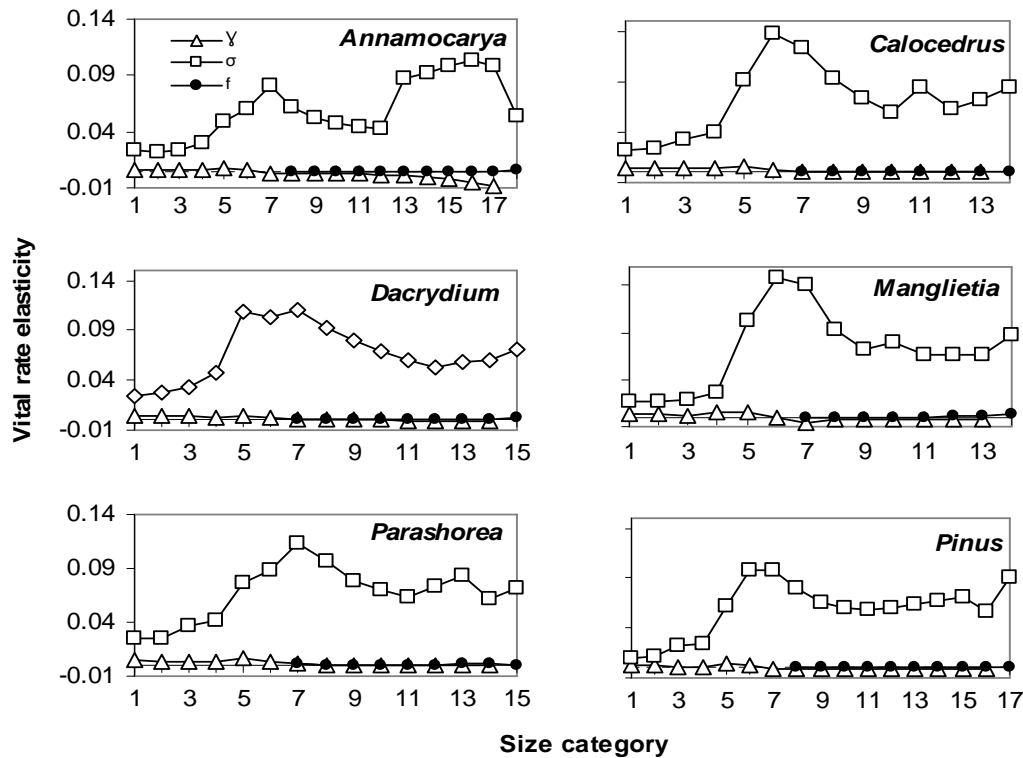 Vital rate elasticity
0.14
0.09
0.04
-0.01
Annamocarya
Ɣ
σ
f
1 3 5 7 9 11 13 15 17
Calocedrus
1 3 5 7 9 11 13
0.14
0.09
0.04
-0.01
Dacrydium
1 3 5 7 9 11 13 15
Manglietia
1 3 5 7 9 11 13
0.14
0.09
0.04
-0.01
Parashorea
1 3 5 7 9 11 13 15
Pinus
1 3 5 7 9 11 13 15 17
Size category